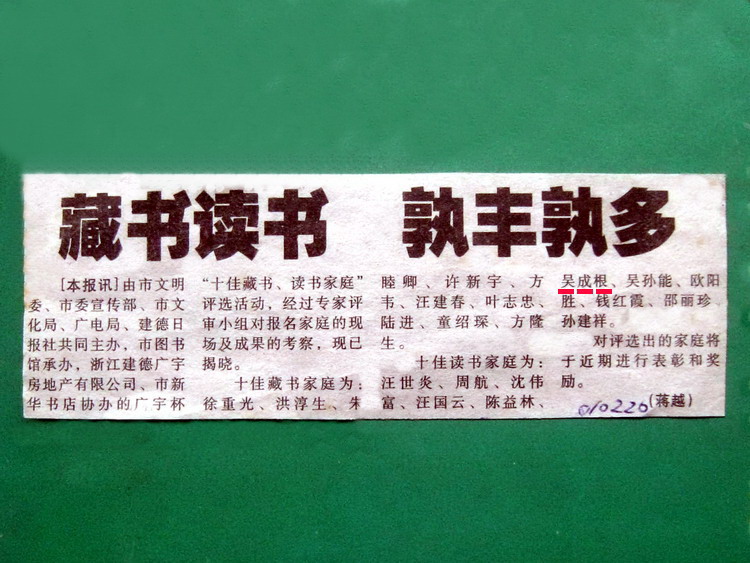 藏书读书 孰丰孰多
[本报讯]由市文明
委、市委宣传部、市文
化局、广电局、建德日
报社共同主办，市图书
馆承办，浙江建德广宇
房地产有限公司、市新
华书店协办的广宇杯
“十佳藏书、读书家庭”
评选活动，经过专家评
审小组对报名家庭的现
场及成果的考察，现已
揭晓。
十佳藏书家庭为：
徐重光、洪淳生、朱
睦卿、许新宇、方
韦、汪建春、叶志忠、
陆进、童绍琛、方隆
生。
十佳读书家庭为：
汪世炎、周航、沈伟
富、汪国云、陈益林、
吴成根、吴孙能、欧阳
胜、钱红霞、邵丽珍、
孙建祥。
对评选出的家庭将
于近期进行表彰和奖
励。
010220 (蒋越)